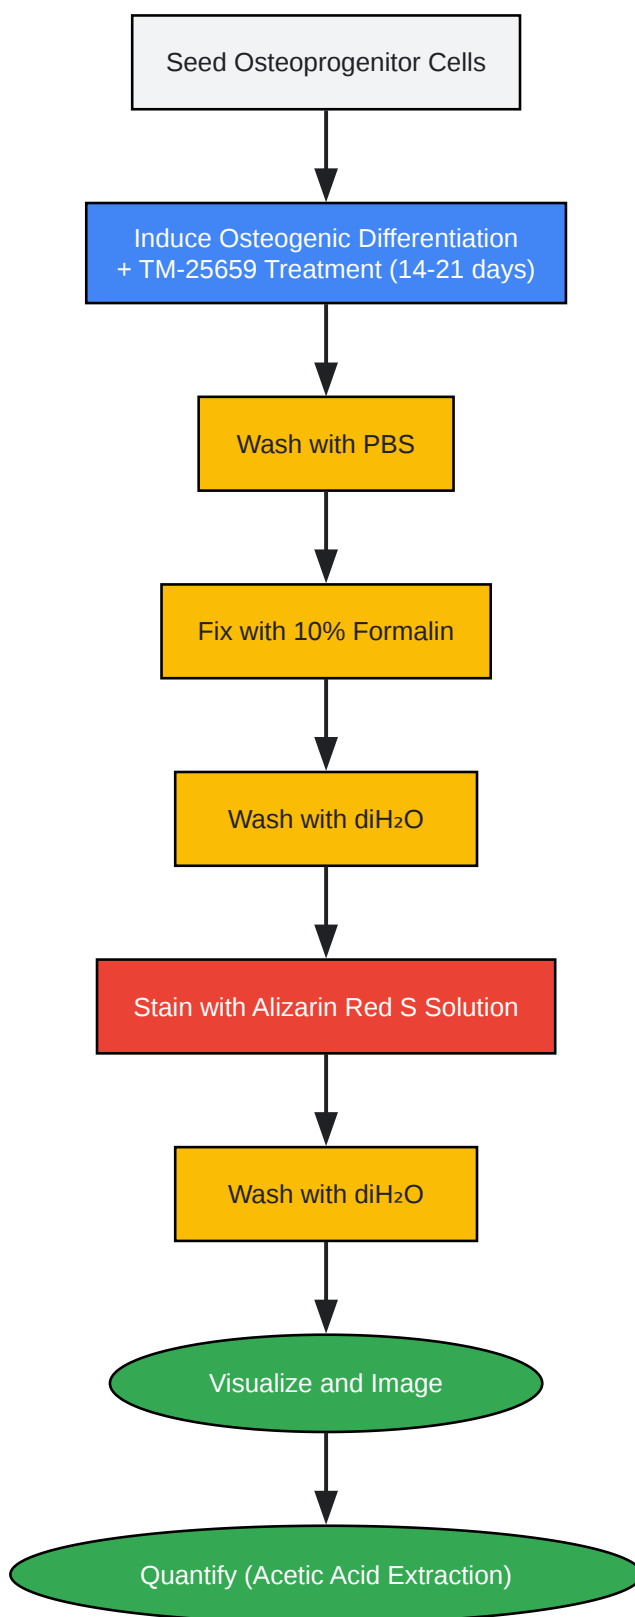 Seed Osteoprogenitor Cells
Induce Osteogenic Differentiation
+ TM-25659 Treatment (14-21 days)
Wash with PBS
Fix with 10% Formalin
Wash with diH₂O
Stain with Alizarin Red S Solution
Wash with diH₂O
Visualize and Image
Quantify (Acetic Acid Extraction)